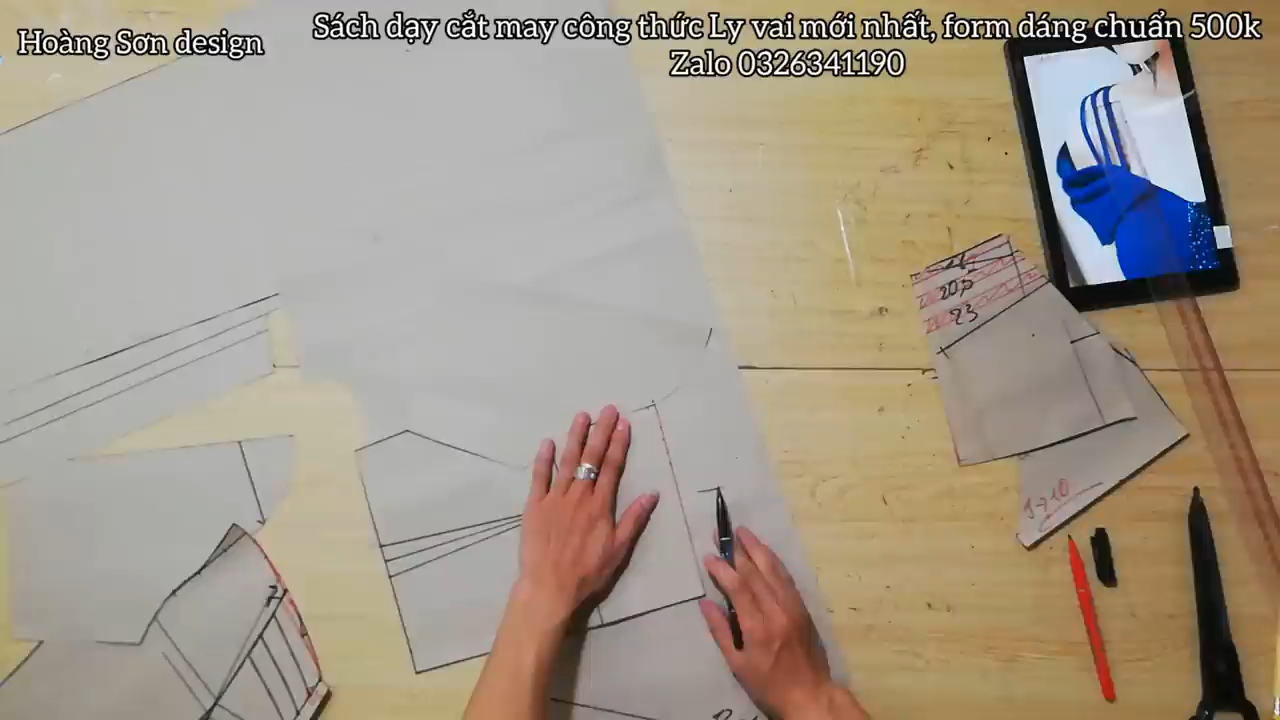 Hoàng Sơn design
Sách dạy cắt may công thức Ly vai mới nhất, form dáng chuẩn 500k
Zalo 0326341190
23